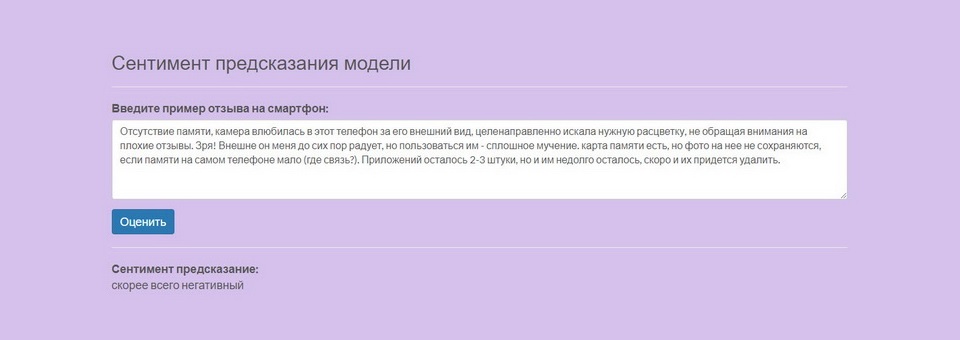 Сентимент предсказания модели
Введите пример отзыва на смартфон:
Отсутствие памяти, камера влюбилась в этот телефон за его внешний вид, целенаправленно искала нужную расцветку, не обращая внимания на
плохие отзывы. Зря! Внешне он меня до сих пор радует, но пользоваться им - сплошное мучение. карта памяти есть, но фото на нее не сохраняются,
если памяти на самом телефоне мало (где связь?). Приложений осталось 2-3 штуки, но и им недолго осталось, скоро и их придется удалить.
Оценить
Сентимент предсказание:
скорее всего негативный